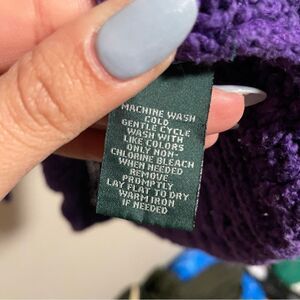 MACHINE WASH
COLD
GENTLE CYCLE
WASH WITH
LIKE COLORS
ONLY NON-
CHLORINE BLEACH
WHEN NEEDED
REMOVE
PROMPTLY
LAY FLAT TO DRY
WARM IRON
IF NEEDED